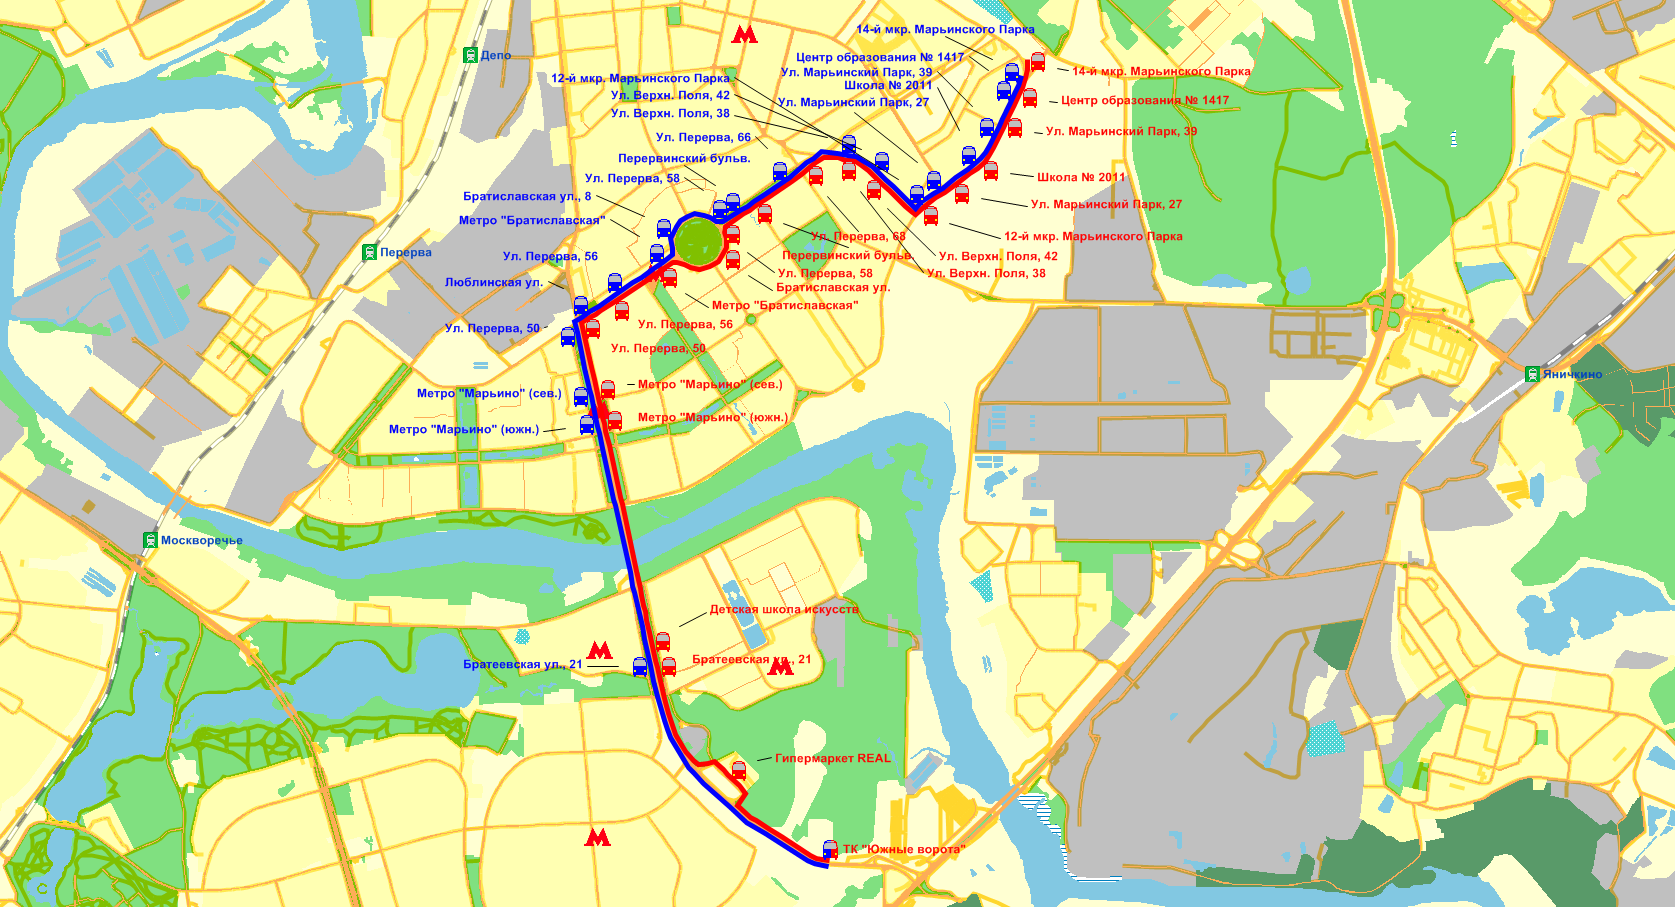 14-й мкр. Марьинского Парка
Депо
Центр образования № 1417
Ул. Марьинский Парк, 39
14-й мкр. Марьинского Парка
12-й мкр. Марьинского Парка
Школа № 2011
Ул. Верхн. Поля, 42
Ул. Марьинский Парк, 27
Центр образования № 1417
Ул. Верхн. Поля, 38
Ул. Марьинский Парк, 39
Ул. Перерва, 66
Перервинский бульв.
Ул. Перерва, 58
Школа № 2011
Братиславская ул., 8
Ул. Марьинский Парк, 27
Метро "Братиславская"
Ул. Перерва, 68
12-й мкр. Марьинского Парка
Перерва
Ул. Перерва, 56
Перервинский бульв.
Ул. Верхн. Поля, 42
Ул. Перерва, 58
Ул. Верхн. Поля, 38
Люблинская ул.
Братиславская ул.
Метро "Братиславская"
Ул. Перерва, 50
Ул. Перерва, 56
Ул. Перерва, 50
Яничкино
Метро "Марьино" (сев.)
Метро "Марьино" (сев.)
Метро "Марьино" (южн.)
Метро "Марьино" (южн.)
Москворечье
Детская школа искусств
Братеевская ул., 21
Братеевская ул., 21
Гипермаркет REAL
ТК "Южные ворота"